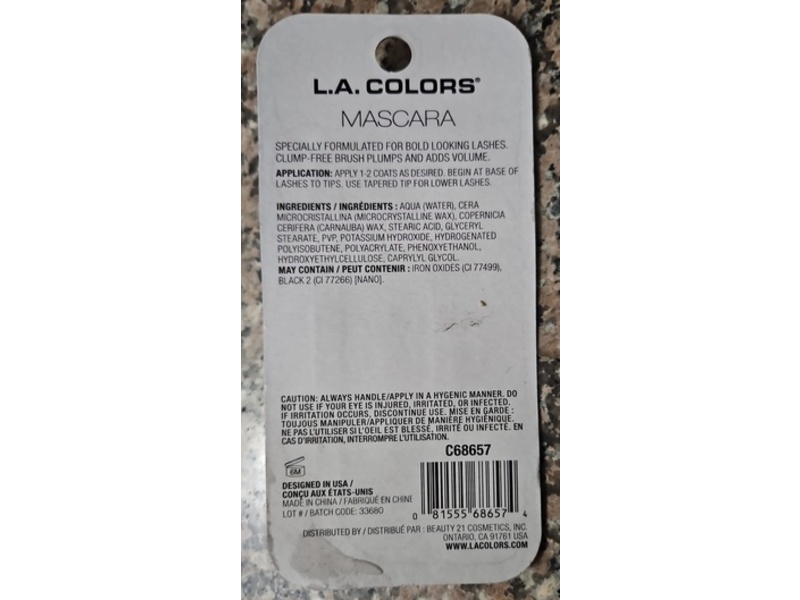 L.A. COLORS®
MASCARA
SPECIALLY FORMULATED FOR BOLD LOOKING LASHES.
CLUMP-FREE BRUSH PLUMPS AND ADDS VOLUME.
APPLICATION: APPLY 1-2 COATS AS DESIRED. BEGIN AT BASE OF
LASHES TO TIPS. USE TAPERED TIP FOR LOWER LASHES.
INGREDIENTS / INGRÉDIENTS : AQUA (WATER), CERA
MICROCRISTALLINA (MICROCRYSTALLINE WAX), COPERNICIA
CERIFERA (CARNAUBA) WAX, STEARIC ACID, GLYCERYL
STEARATE, PVP, POTASSIUM HYDROXIDE, HYDROGENATED
POLYISOBUTENE, POLYACRYLATE, PHENOXYETHANOL,
HYDROXYETHYLCELLULOSE, CAPRYLYL GLYCOL.
MAY CONTAIN / PEUT CONTENIR : IRON OXIDES (CI 77499),
BLACK 2 (CI 77266) [NANO].
CAUTION: ALWAYS HANDLE/APPLY IN A HYGENIC MANNER. DO
NOT USE IF YOUR EYE IS INJURED, IRRITATED, OR INFECTED.
IF IRRITATION OCCURS, DISCONTINUE USE. MISE EN GARDE :
TOUJOUS MANIPULER/APPLIQUER DE MANIÈRE HYGIÉNIQUE.
NE PAS L'UTILISER SI L'OEIL EST BLESSÉ, IRRITÉ OU INFECTÉ. EN
CAS D'IRRITATION, INTERROMPRE L'UTILISATION.
C68657
6M
DESIGNED IN USA /
CONÇU AUX ÉTATS-UNIS
MADE IN CHINA / FABRIQUÉ EN CHINE
LOT # / BATCH CODE: 33680
0 81555 68657 4
DISTRIBUTED BY / DISTRIBUÉ PAR : BEAUTY 21 COSMETICS, INC.
ONTARIO, CA 91761 USA
WWW.LACOLORS.COM